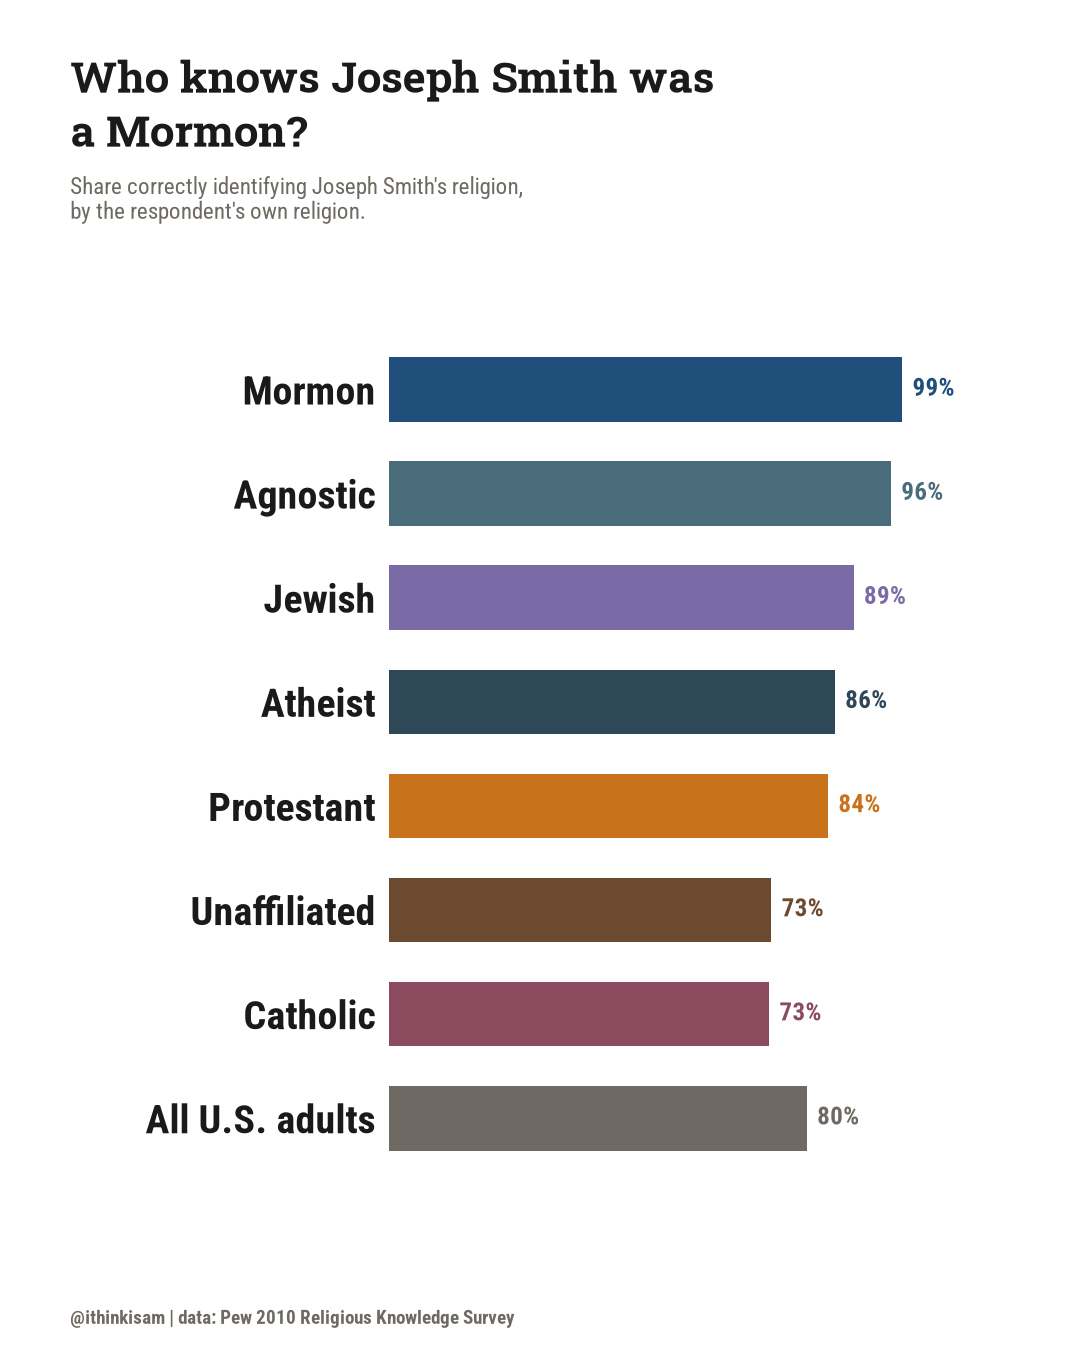 Who knows Joseph Smith was
a Mormon?
Share correctly identifying Joseph Smith's religion,
by the respondent's own religion.
Mormon 99%
Agnostic 96%
Jewish 89%
Atheist 86%
Protestant 84%
Unaffiliated 73%
Catholic 73%
All U.S. adults 80%
@ithinkisam | data: Pew 2010 Religious Knowledge Survey